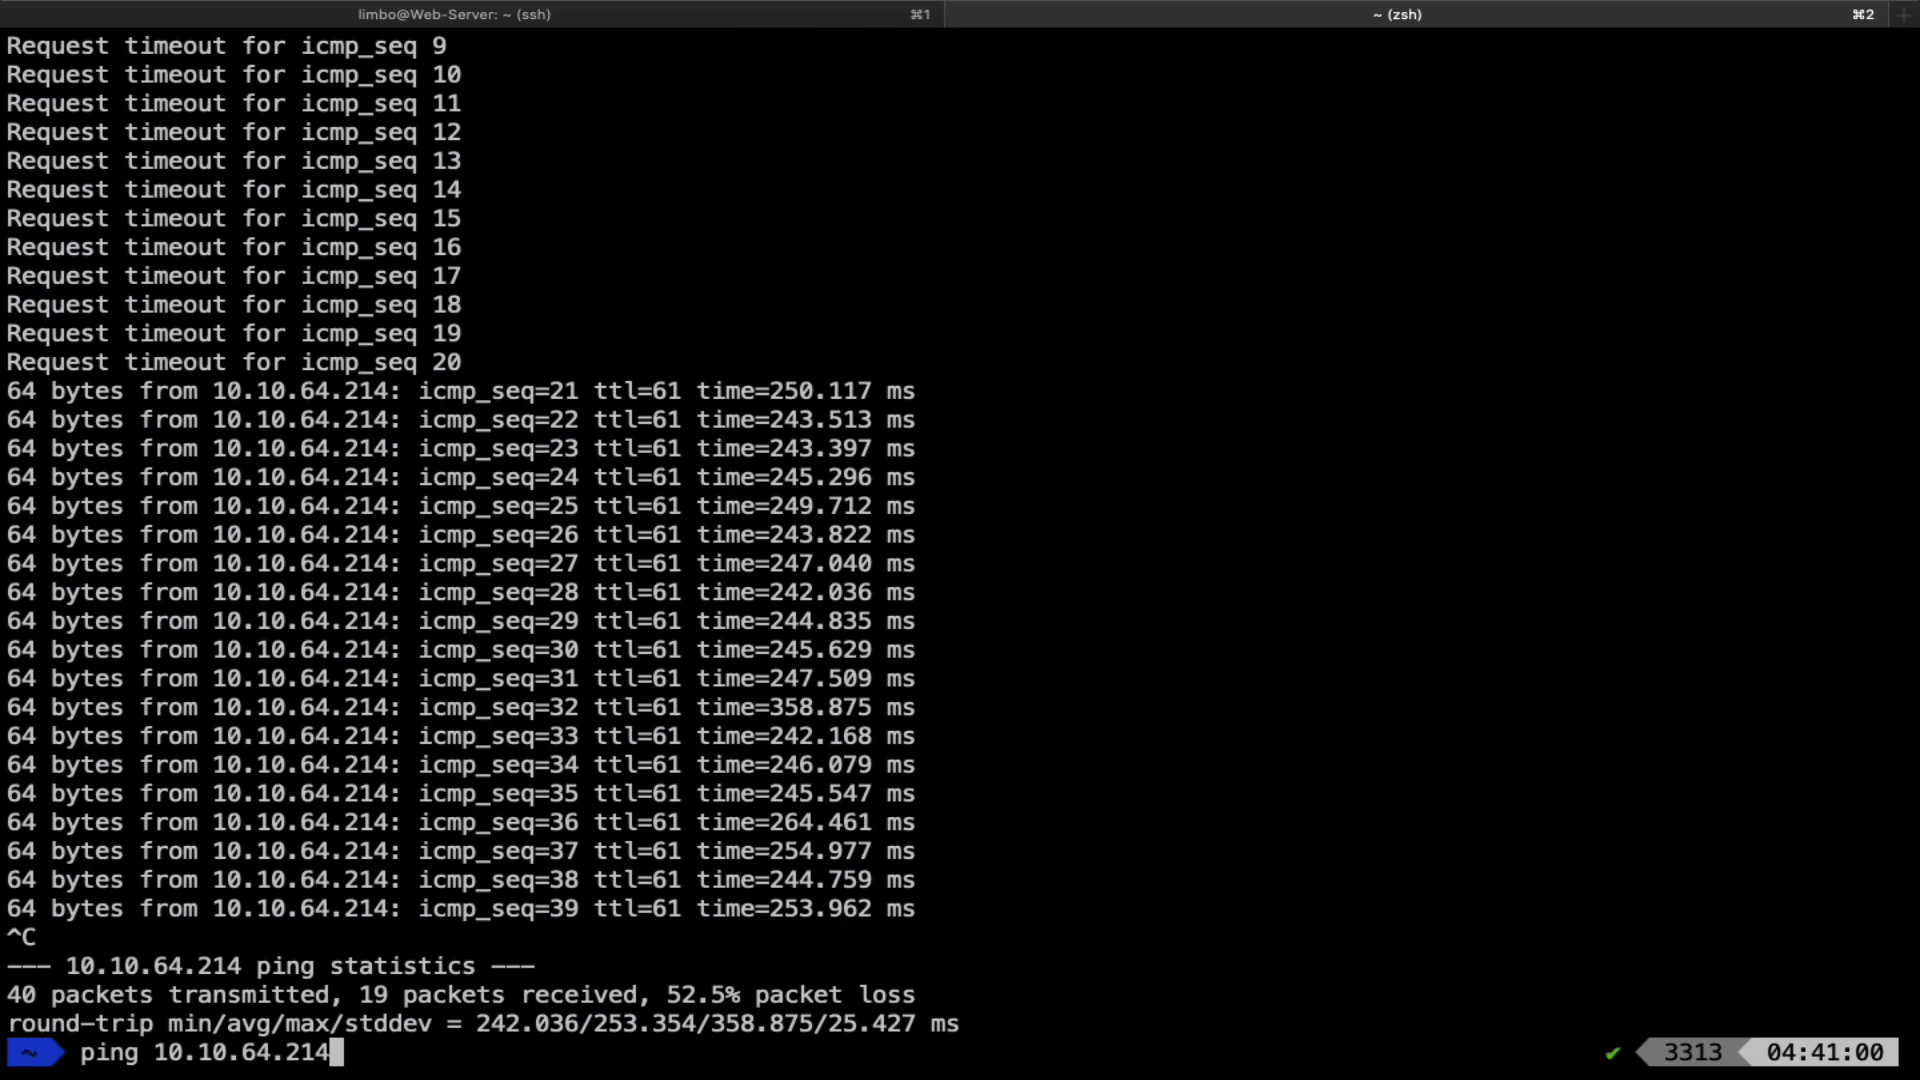 limbo@Web-Server: ~ (ssh) ⌘1 ~ (zsh) ⌘2 +
Request timeout for icmp_seq 9
Request timeout for icmp_seq 10
Request timeout for icmp_seq 11
Request timeout for icmp_seq 12
Request timeout for icmp_seq 13
Request timeout for icmp_seq 14
Request timeout for icmp_seq 15
Request timeout for icmp_seq 16
Request timeout for icmp_seq 17
Request timeout for icmp_seq 18
Request timeout for icmp_seq 19
Request timeout for icmp_seq 20
64 bytes from 10.10.64.214: icmp_seq=21 ttl=61 time=250.117 ms
64 bytes from 10.10.64.214: icmp_seq=22 ttl=61 time=243.513 ms
64 bytes from 10.10.64.214: icmp_seq=23 ttl=61 time=243.397 ms
64 bytes from 10.10.64.214: icmp_seq=24 ttl=61 time=245.296 ms
64 bytes from 10.10.64.214: icmp_seq=25 ttl=61 time=249.712 ms
64 bytes from 10.10.64.214: icmp_seq=26 ttl=61 time=243.822 ms
64 bytes from 10.10.64.214: icmp_seq=27 ttl=61 time=247.040 ms
64 bytes from 10.10.64.214: icmp_seq=28 ttl=61 time=242.036 ms
64 bytes from 10.10.64.214: icmp_seq=29 ttl=61 time=244.835 ms
64 bytes from 10.10.64.214: icmp_seq=30 ttl=61 time=245.629 ms
64 bytes from 10.10.64.214: icmp_seq=31 ttl=61 time=247.509 ms
64 bytes from 10.10.64.214: icmp_seq=32 ttl=61 time=358.875 ms
64 bytes from 10.10.64.214: icmp_seq=33 ttl=61 time=242.168 ms
64 bytes from 10.10.64.214: icmp_seq=34 ttl=61 time=246.079 ms
64 bytes from 10.10.64.214: icmp_seq=35 ttl=61 time=245.547 ms
64 bytes from 10.10.64.214: icmp_seq=36 ttl=61 time=264.461 ms
64 bytes from 10.10.64.214: icmp_seq=37 ttl=61 time=254.977 ms
64 bytes from 10.10.64.214: icmp_seq=38 ttl=61 time=244.759 ms
64 bytes from 10.10.64.214: icmp_seq=39 ttl=61 time=253.962 ms
^C
--- 10.10.64.214 ping statistics ---
40 packets transmitted, 19 packets received, 52.5% packet loss
round-trip min/avg/max/stddev = 242.036/253.354/358.875/25.427 ms
~ ping 10.10.64.214 ✔ 3313 04:41:00